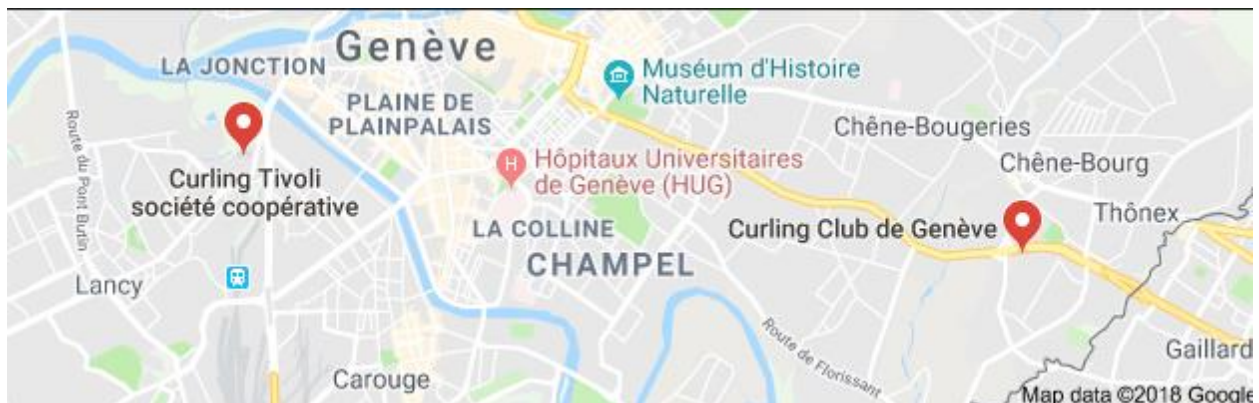 Genève
LA JONCTION
Muséum d'Histoire
Naturelle
PLAINE DE
PLAINPALAIS
Chêne-Bougeries
Route du Pont Butin
Curling Tivoli
société coopérative
H
Hôpitaux Universitaires
de Genève (HUG)
Chêne-Bourg
Thônex
LA COLLINE
Curling Club de Genève
CHAMPEL
Lancy
Route de Florissant
Gaillard
Carouge
Map data ©2018 Google